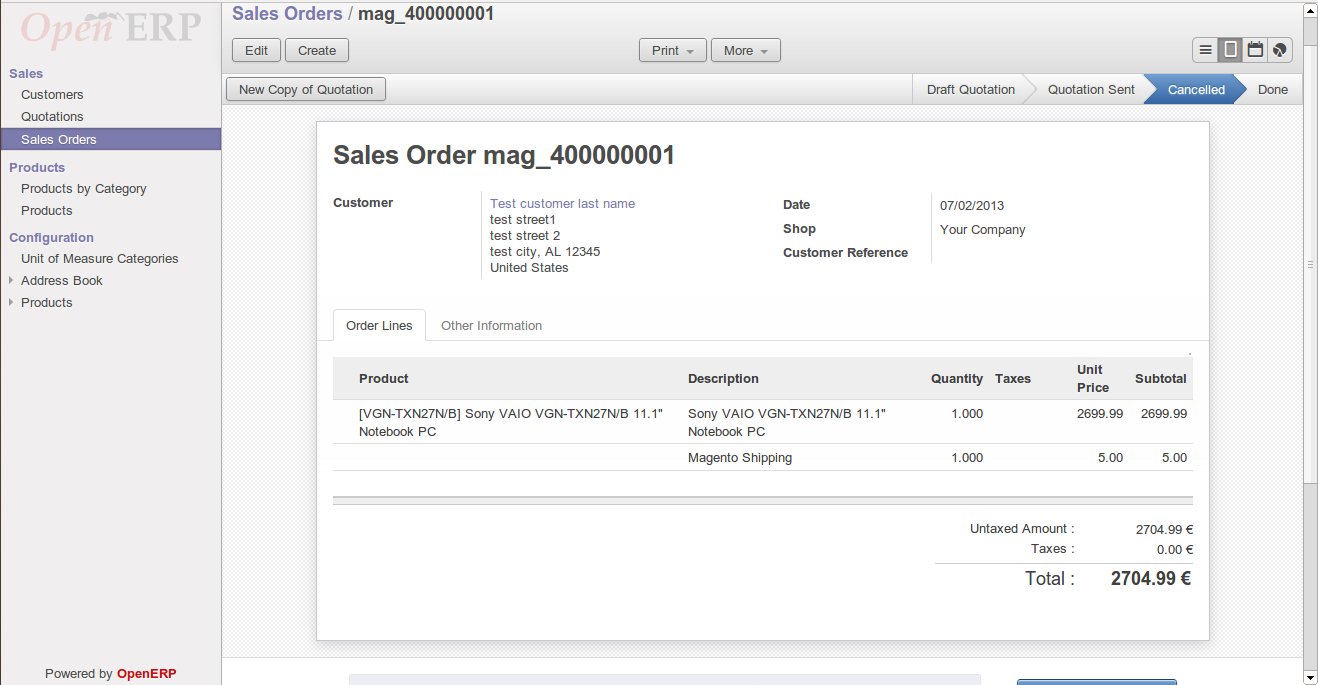 Open ERP
Sales
Customers
Quotations
Sales Orders
Products
Products by Category
Products
Configuration
Unit of Measure Categories
Address Book
Products
Powered by OpenERP
Sales Orders / mag_400000001
Edit Create Print More
New Copy of Quotation Draft Quotation Quotation Sent Cancelled Done
Sales Order mag_400000001
Customer
Test customer last name
test street1
test street 2
test city, AL 12345
United States
Date 07/02/2013
Shop Your Company
Customer Reference
Order Lines Other Information
Product Description Quantity Taxes Unit Price Subtotal
[VGN-TXN27N/B] Sony VAIO VGN-TXN27N/B 11.1" Sony VAIO VGN-TXN27N/B 11.1" 1.000 2699.99 2699.99
Notebook PC Notebook PC
Magento Shipping 1.000 5.00 5.00
Untaxed Amount : 2704.99 €
Taxes : 0.00 €
Total : 2704.99 €